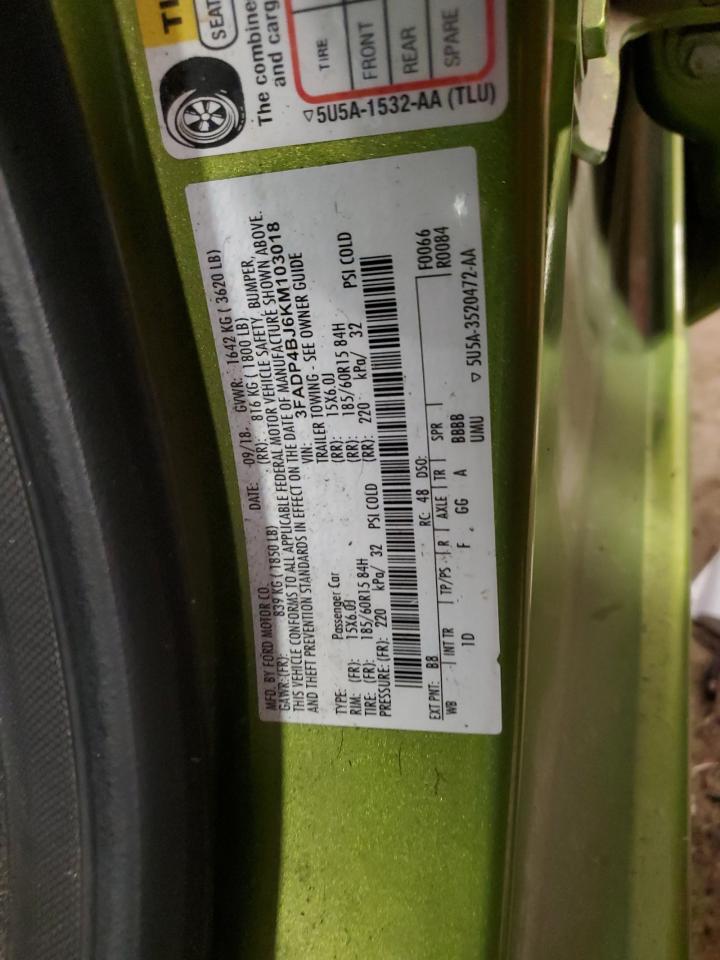 TI
SEAT
The combine
and carg
TIRE
FRONT
REAR
SPARE
▽5U5A-1532-AA (TLU)
MFD. BY FORD MOTOR CO.
DATE: 09/18 GVWR: 1642 KG ( 3620 LB)
GAWR: (FR): 839 KG ( 1850 LB) (RR): 816 KG ( 1800 LB)
THIS VEHICLE CONFORMS TO ALL APPLICABLE FEDERAL MOTOR VEHICLE SAFETY, BUMPER,
AND THEFT PREVENTION STANDARDS IN EFFECT ON THE DATE OF MANUFACTURE SHOWN ABOVE.
VIN: 3FADP4BJ6KM103018
TYPE: Passenger Car TRAILER TOWING - SEE OWNER GUIDE
RIM: (FR): 15X6.0J (RR): 15X6.0J
TIRE: (FR): 185/60R15 84H (RR): 185/60R15 84H
PRESSURE: (FR): 220 kPa/ 32 PSI COLD (RR): 220 kPa/ 32 PSI COLD
EXT PNT: B8 RC: 48 DSO: F0066
R0084
WB INT TR TP/PS R AXLE TR SPR
1D F GG A BBBB
UMU ▽ 5U5A-3520472-AA